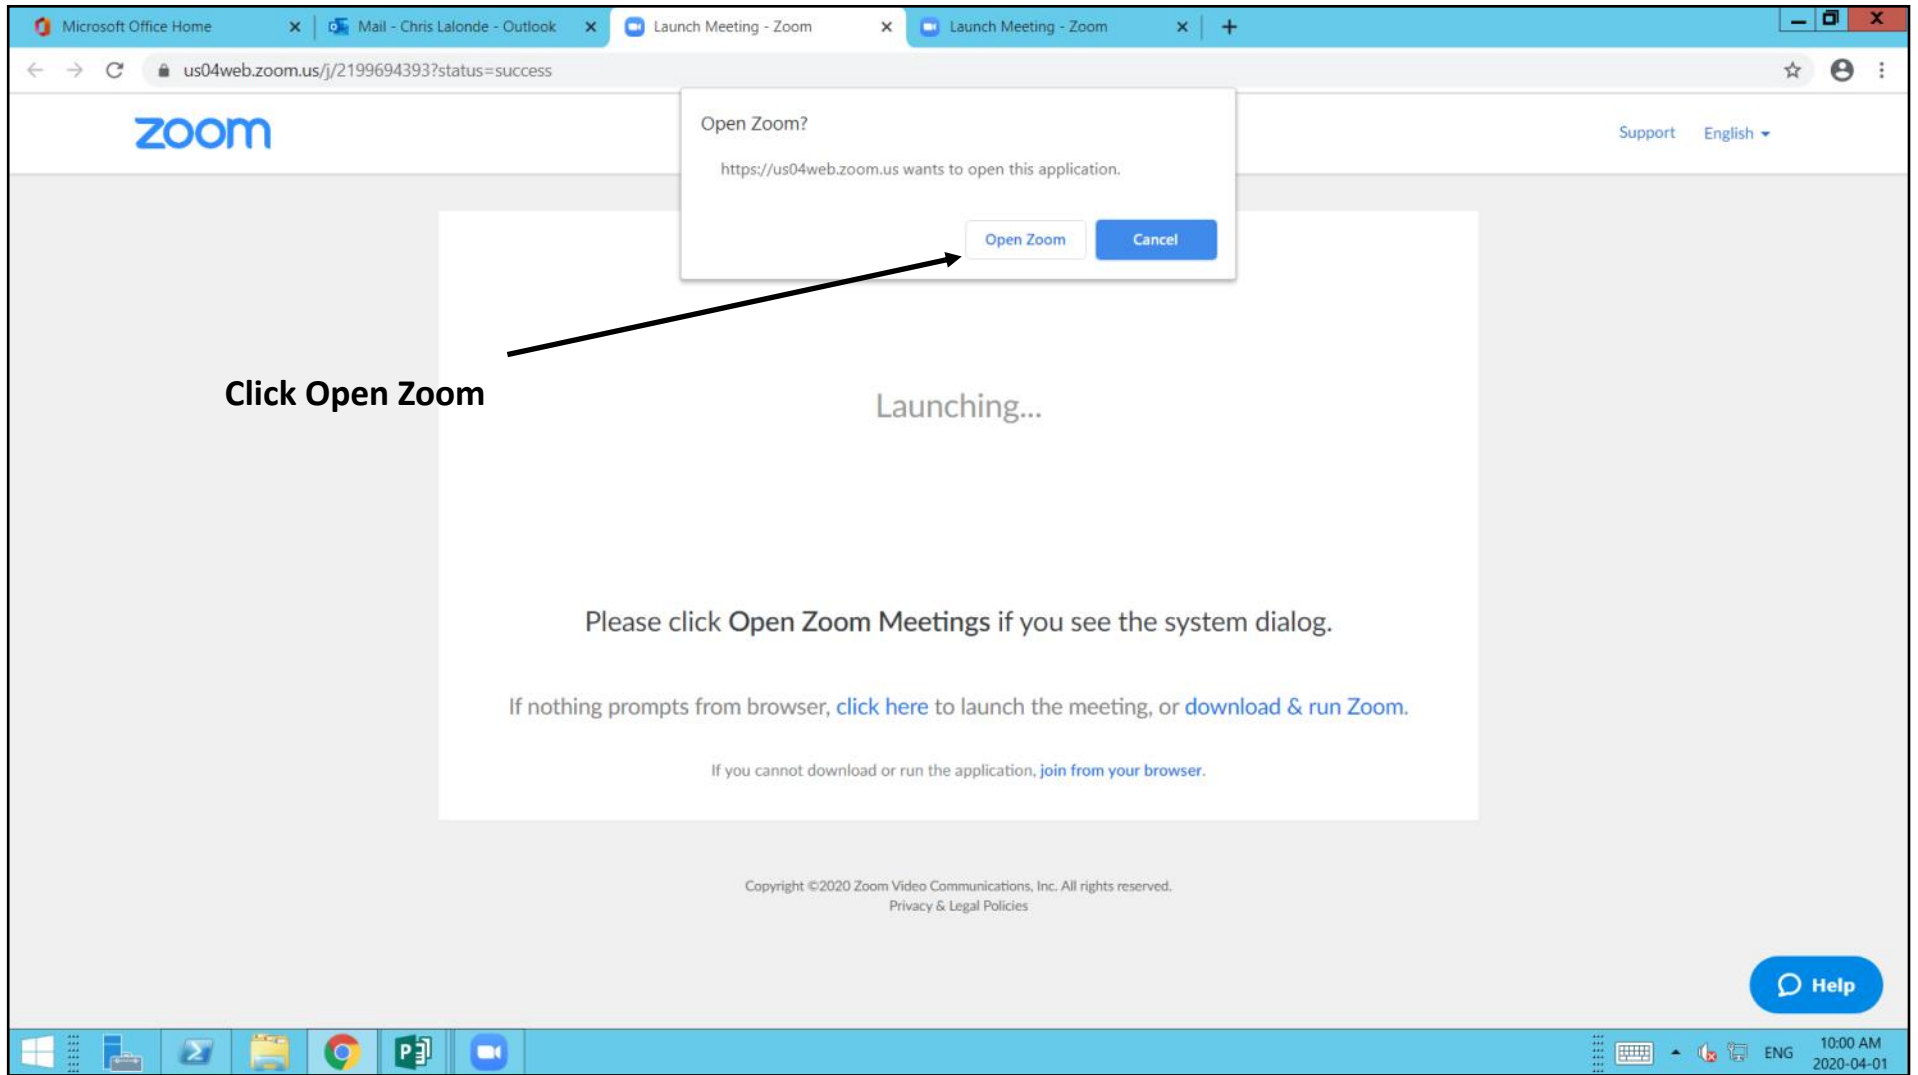 Microsoft Office Home
Mail - Chris Lalonde - Outlook
Launch Meeting - Zoom
Launch Meeting - Zoom
us04web.zoom.us/j/2199694393?status=success
zoom
Support
English
Open Zoom?
https://us04web.zoom.us wants to open this application.
Open Zoom
Cancel
Click Open Zoom
Launching...
Please click Open Zoom Meetings if you see the system dialog.
If nothing prompts from browser, click here to launch the meeting, or download & run Zoom.
If you cannot download or run the application, join from your browser.
Copyright ©2020 Zoom Video Communications, Inc. All rights reserved.
Privacy & Legal Policies
Help
ENG
10:00 AM
2020-04-01